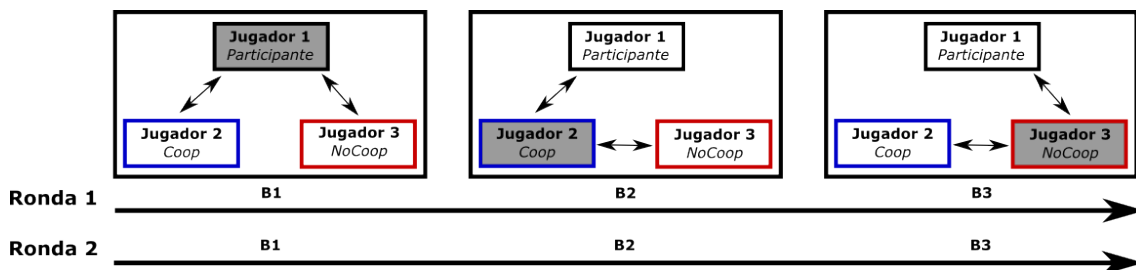 Jugador 1
Participante
Jugador 2
Coop
Jugador 3
NoCoop
Jugador 1
Participante
Jugador 2
Coop
Jugador 3
NoCoop
Jugador 1
Participante
Jugador 2
Coop
Jugador 3
NoCoop
Ronda 1 B1 B2 B3
Ronda 2 B1 B2 B3